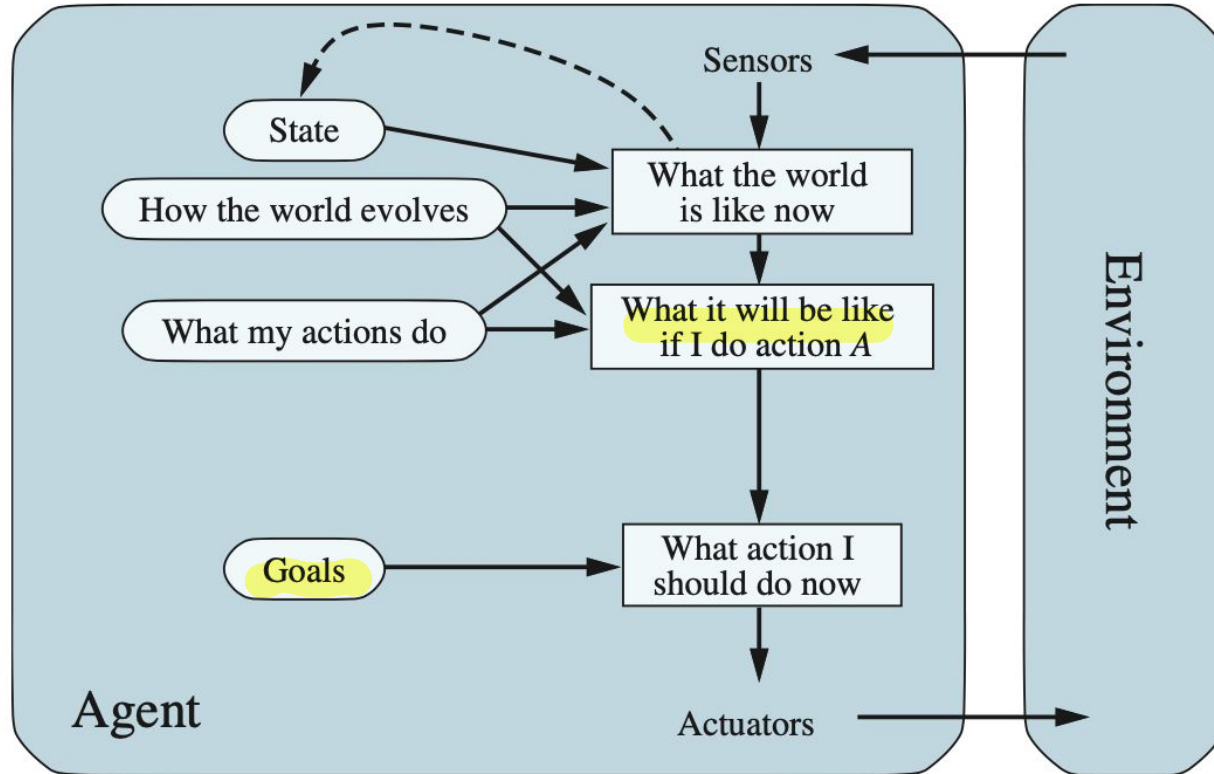 Sensors
State
What the world
is like now
How the world evolves
What it will be like
if I do action A
What my actions do
Environment
Goals
What action I
should do now
Agent
Actuators